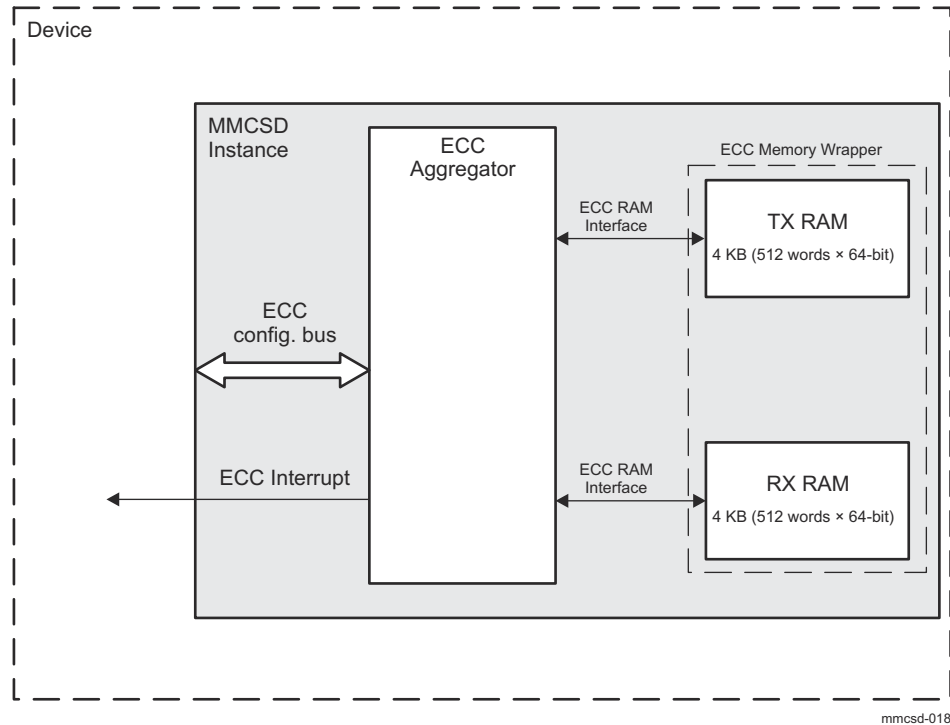 Device
MMCSD
Instance
ECC
Aggregator
ECC Memory Wrapper
ECC RAM
Interface
TX RAM
4 KB (512 words × 64-bit)
ECC
config. bus
ECC Interrupt
ECC RAM
Interface
RX RAM
4 KB (512 words × 64-bit)
mmcsd-018